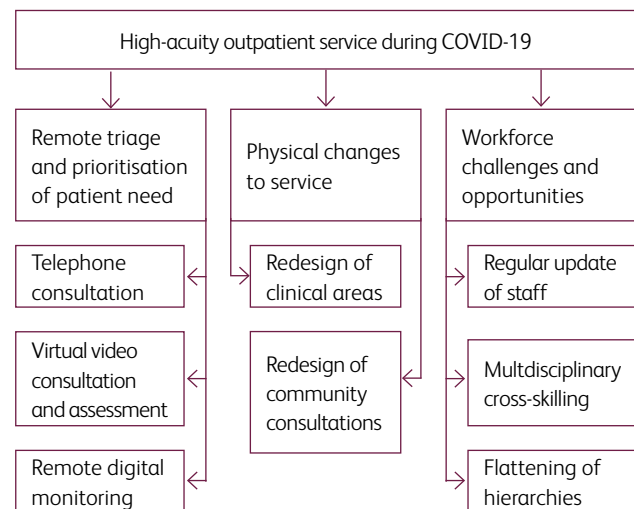 High-acuity outpatient service during COVID-19
Remote triage
and prioritisation
of patient need
Telephone
consultation
Virtual video
consultation
and assessment
Remote digital
monitoring
Physical changes
to service
Redesign of
clinical areas
Redesign of
community
consultations
Workforce
challenges and
opportunities
Regular update
of staff
Multdisciplinary
cross-skilling
Flattening of
hierarchies